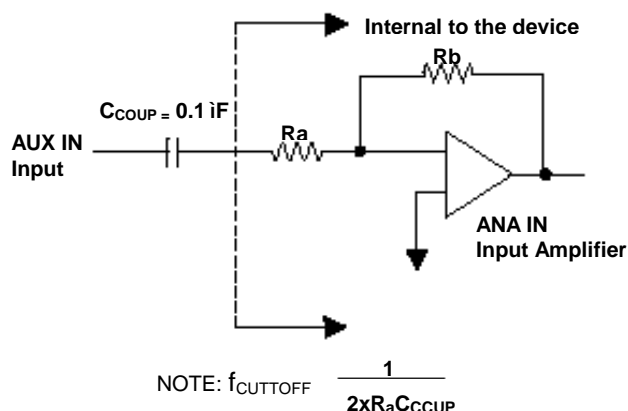 Internal to the device
Rb
CCOUP = 0.1 ìF
Ra
AUX IN
Input
ANA IN
Input Amplifier
NOTE: fCUTTOFF 1
2xRaCCCUP